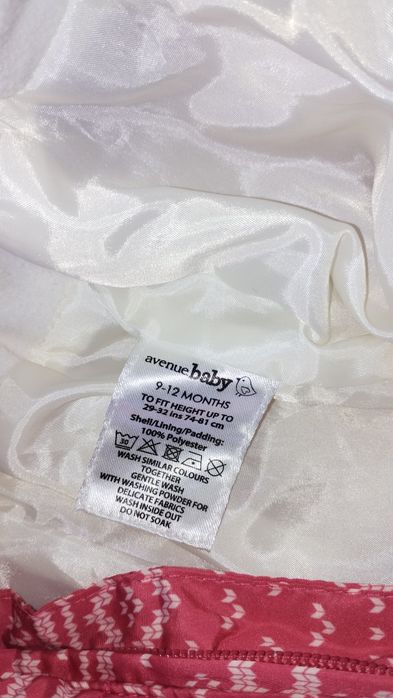 avenue baby
9-12 MONTHS
TO FIT HEIGHT UP TO
29-32 ins 74-81 cm
Shell/Lining/Padding:
100% Polyester
30
WASH SIMILAR COLOURS
TOGETHER
GENTLE WASH
WITH WASHING POWDER FOR
DELICATE FABRICS
WASH INSIDE OUT
DO NOT SOAK